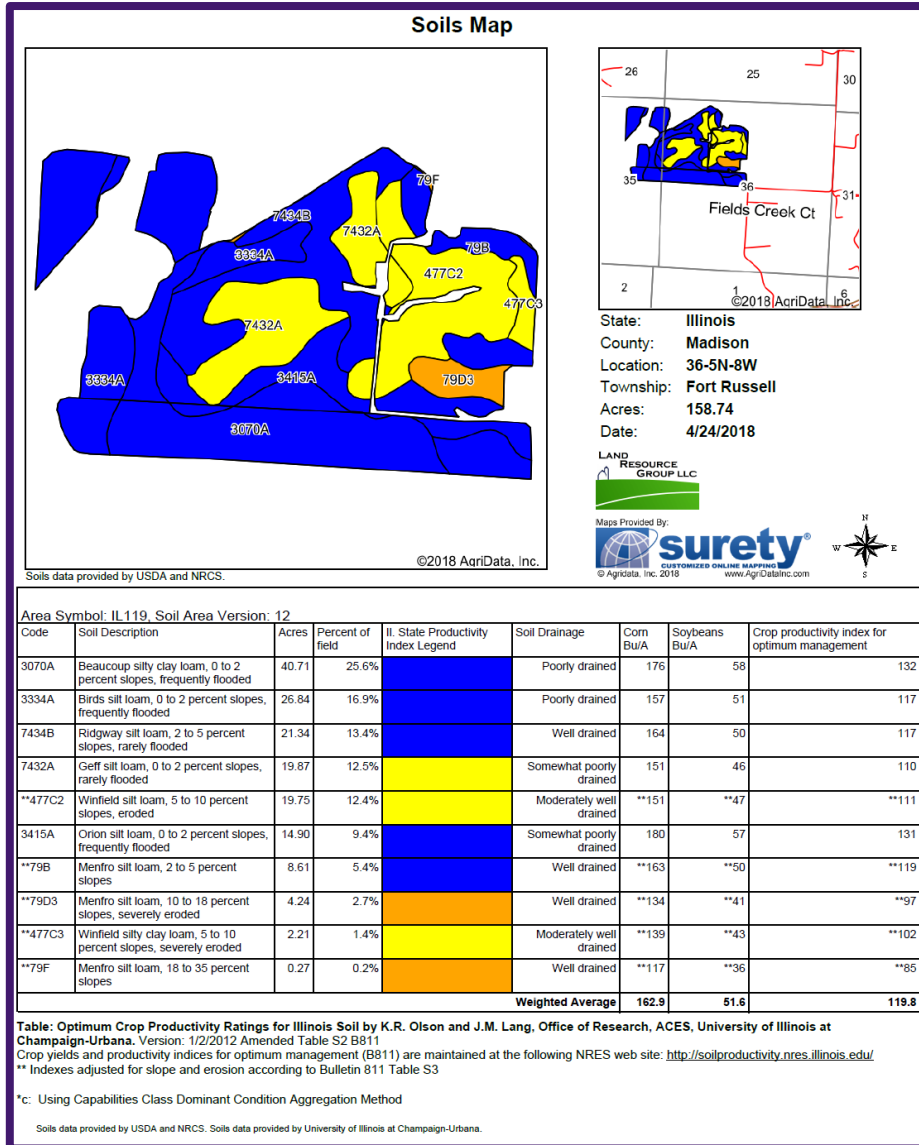 Soils Map
79F
7434B
7432A
3334A
79B
477C2
477C3
7432A
79D3
3334A
3415A
3070A
©2018 AgriData, Inc.
Soils data provided by USDA and NRCS.
26
25
30
35
36
31
Fields Creek Ct
2
1
6
©2018 AgriData, Inc.
State: Illinois
County: Madison
Location: 36-5N-8W
Township: Fort Russell
Acres: 158.74
Date: 4/24/2018
LAND
RESOURCE
GROUP LLC
Maps Provided By:
surety®
CUSTOMIZED ONLINE MAPPING
© Agridata, Inc. 2018 www.AgriDataInc.com
N
W E
S
Area Symbol: IL119, Soil Area Version: 12
Code Soil Description Acres Percent of field II. State Productivity Index Legend Soil Drainage Corn Bu/A Soybeans Bu/A Crop productivity index for optimum management
3070A Beaucoup silty clay loam, 0 to 2 percent slopes, frequently flooded 40.71 25.6% Poorly drained 176 58 132
3334A Birds silt loam, 0 to 2 percent slopes, frequently flooded 26.84 16.9% Poorly drained 157 51 117
7434B Ridgway silt loam, 2 to 5 percent slopes, rarely flooded 21.34 13.4% Well drained 164 50 117
7432A Geff silt loam, 0 to 2 percent slopes, rarely flooded 19.87 12.5% Somewhat poorly drained 151 46 110
**477C2 Winfield silt loam, 5 to 10 percent slopes, eroded 19.75 12.4% Moderately well drained **151 **47 **111
3415A Orion silt loam, 0 to 2 percent slopes, frequently flooded 14.90 9.4% Somewhat poorly drained 180 57 131
**79B Menfro silt loam, 2 to 5 percent slopes 8.61 5.4% Well drained **163 **50 **119
**79D3 Menfro silt loam, 10 to 18 percent slopes, severely eroded 4.24 2.7% Well drained **134 **41 **97
**477C3 Winfield silty clay loam, 5 to 10 percent slopes, severely eroded 2.21 1.4% Moderately well drained **139 **43 **102
**79F Menfro silt loam, 18 to 35 percent slopes 0.27 0.2% Well drained **117 **36 **85
Weighted Average 162.9 51.6 119.8
Table: Optimum Crop Productivity Ratings for Illinois Soil by K.R. Olson and J.M. Lang, Office of Research, ACES, University of Illinois at
Champaign-Urbana. Version: 1/2/2012 Amended Table S2 B811
Crop yields and productivity indices for optimum management (B811) are maintained at the following NRES web site: http://soilproductivity.nres.illinois.edu/
** Indexes adjusted for slope and erosion according to Bulletin 811 Table S3
*c: Using Capabilities Class Dominant Condition Aggregation Method
Soils data provided by USDA and NRCS. Soils data provided by University of Illinois at Champaign-Urbana.